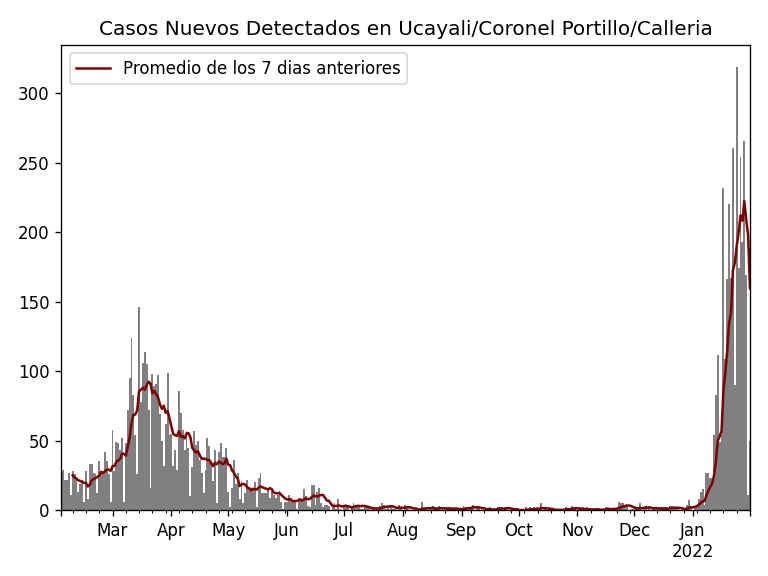 Casos Nuevos Detectados en Ucayali/Coronel Portillo/Calleria
Promedio de los 7 dias anteriores
300
250
200
150
100
50
0
Mar Apr May Jun Jul Aug Sep Oct Nov Dec Jan
2022